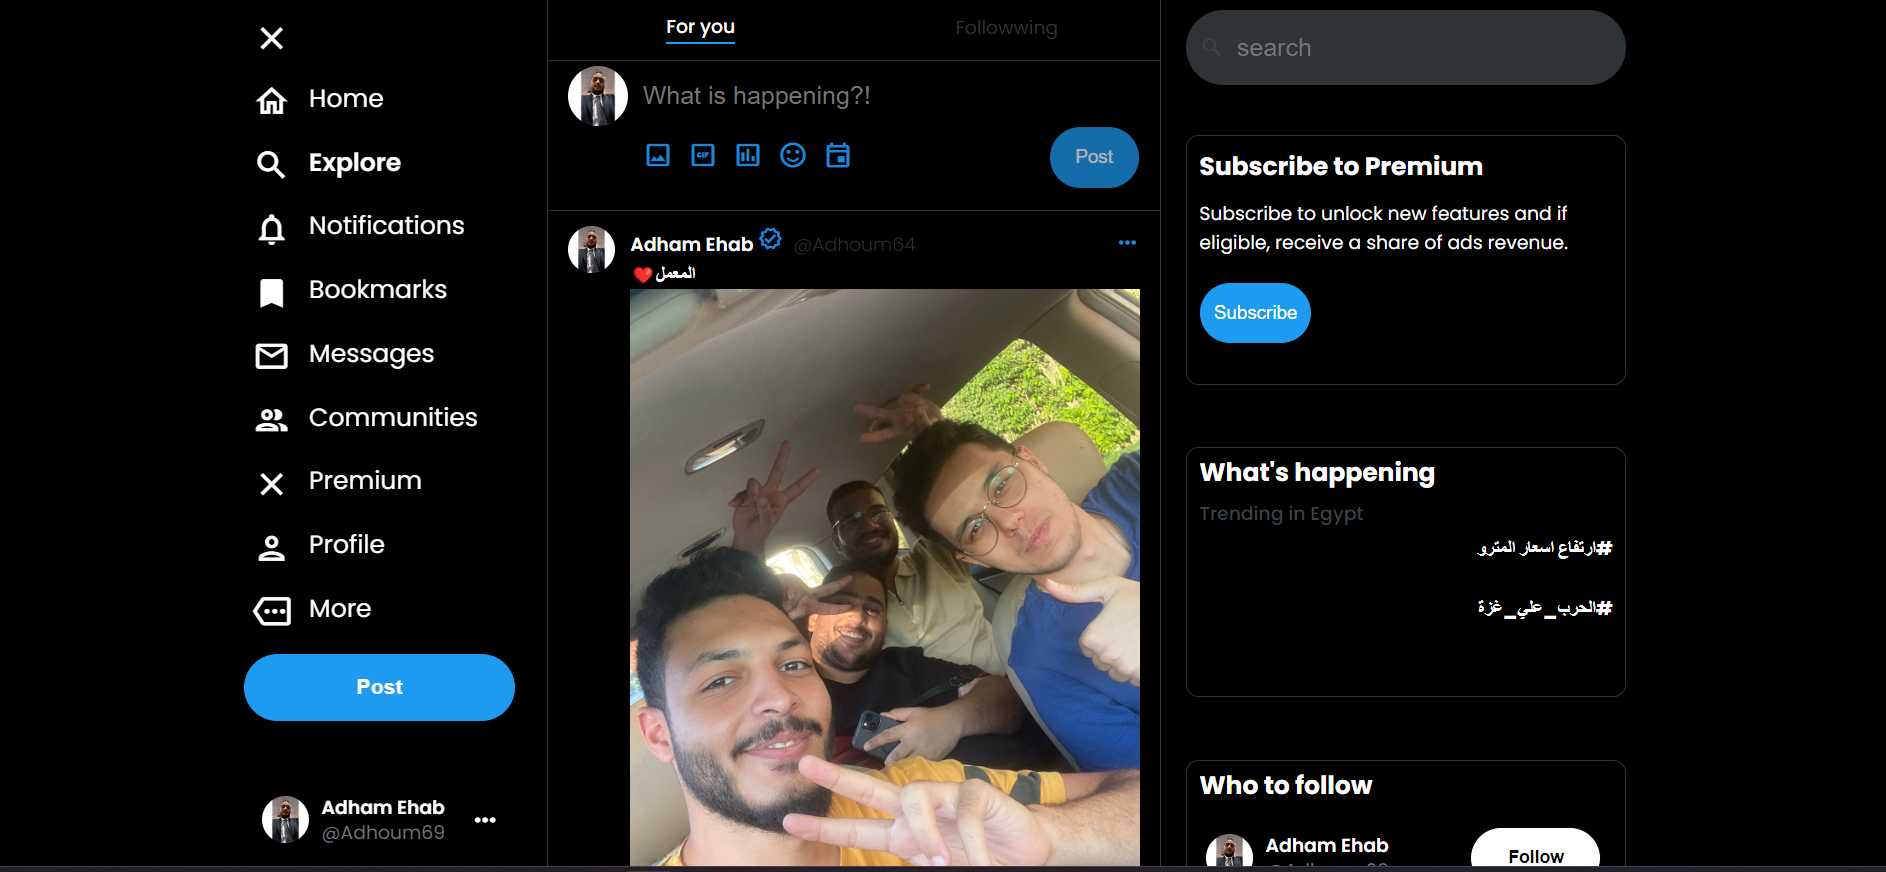 Home
Explore
Notifications
Bookmarks
Messages
Communities
Premium
Profile
More
Post
Adham Ehab
@Adhoum69
For you
Followwing
What is happening?!
GIF
Post
Adham Ehab @Adhoum64
المعمل❤️
search
Subscribe to Premium
Subscribe to unlock new features and if
eligible, receive a share of ads revenue.
Subscribe
What's happening
Trending in Egypt
#ارتفاع اسعار المترو
#الحرب_علي_غزة
Who to follow
Adham Ehab
Follow